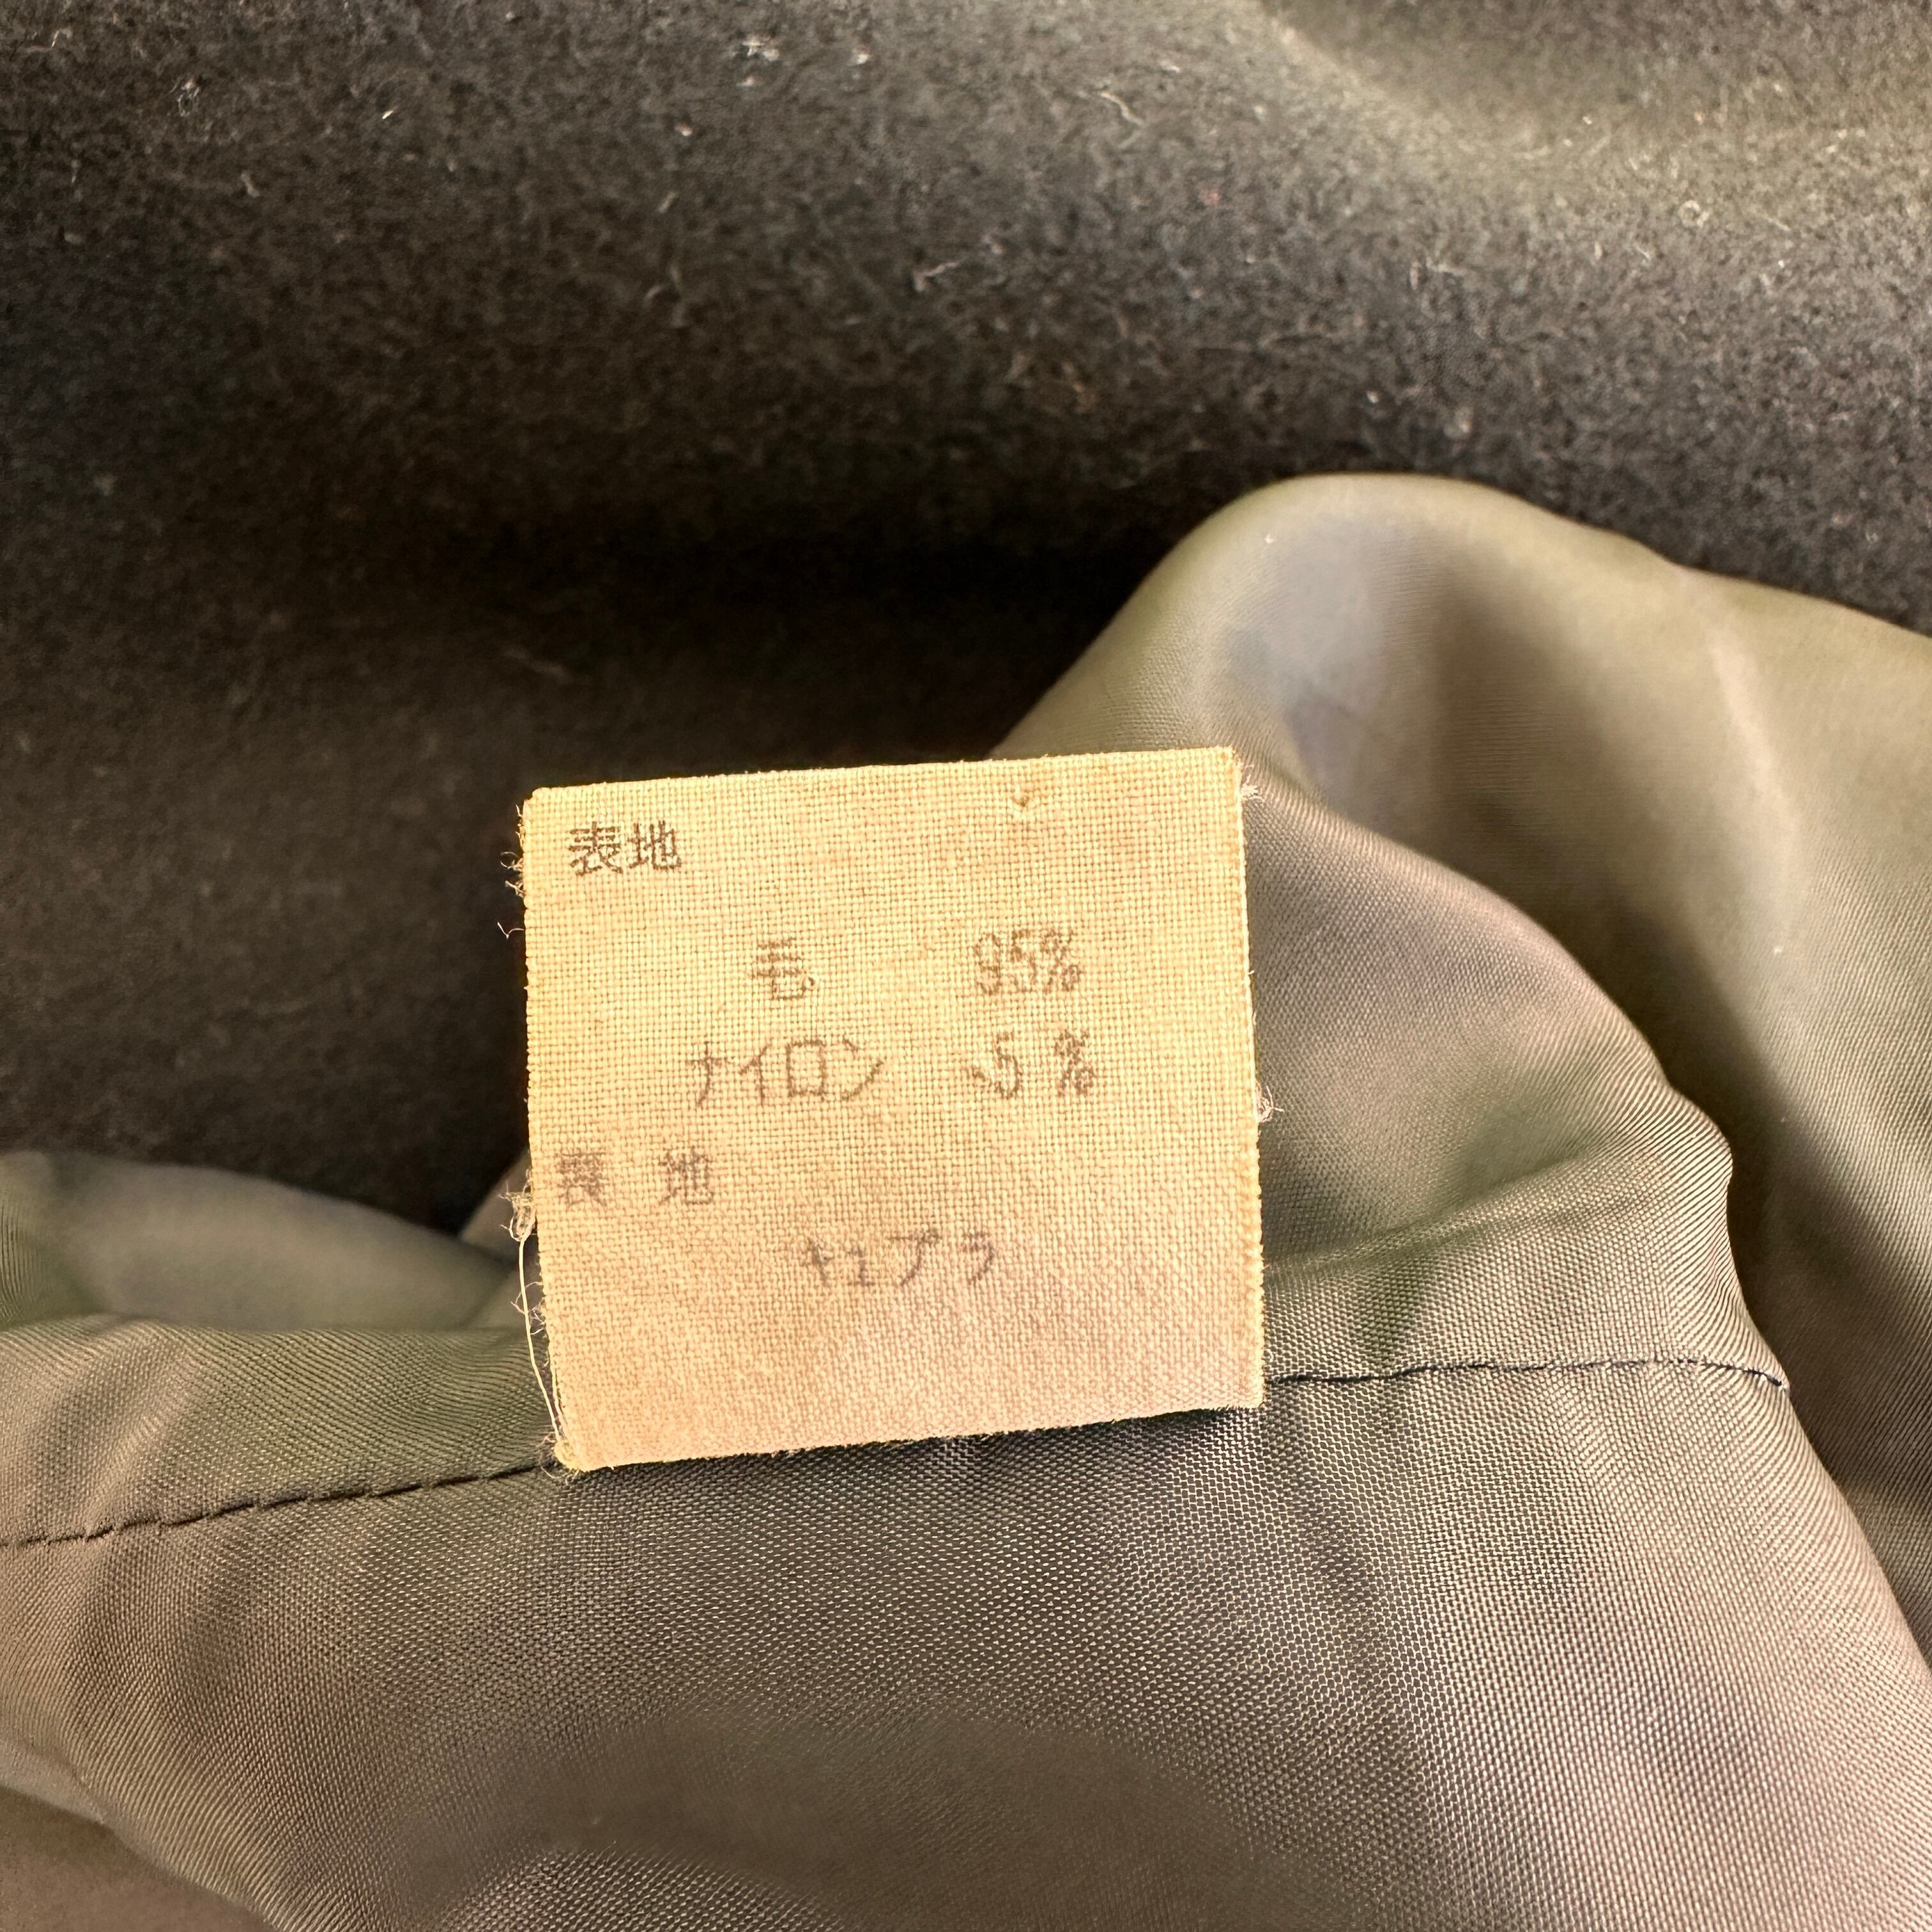 表地
毛 95%
ナイロン 5%
裏地
キュプラ